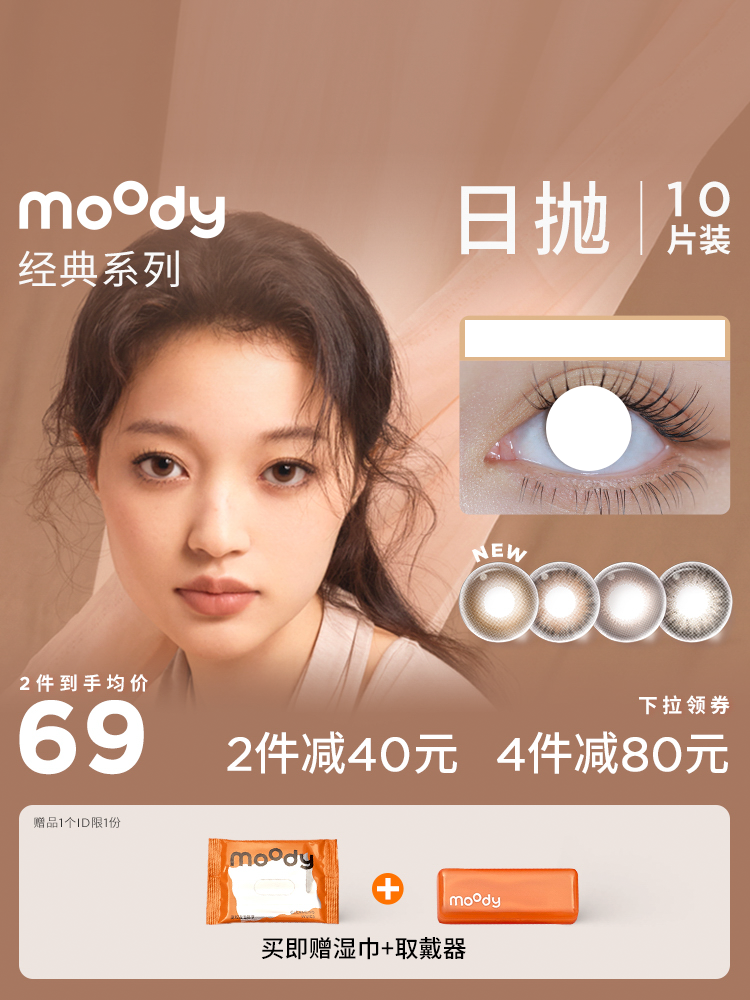 moody
经典系列
日抛
10
片装
NEW
2件到手均价
69
下拉领券
2件减40元 4件减80元
赠品1个ID限1份
moody
moody
买即赠湿巾+取戴器